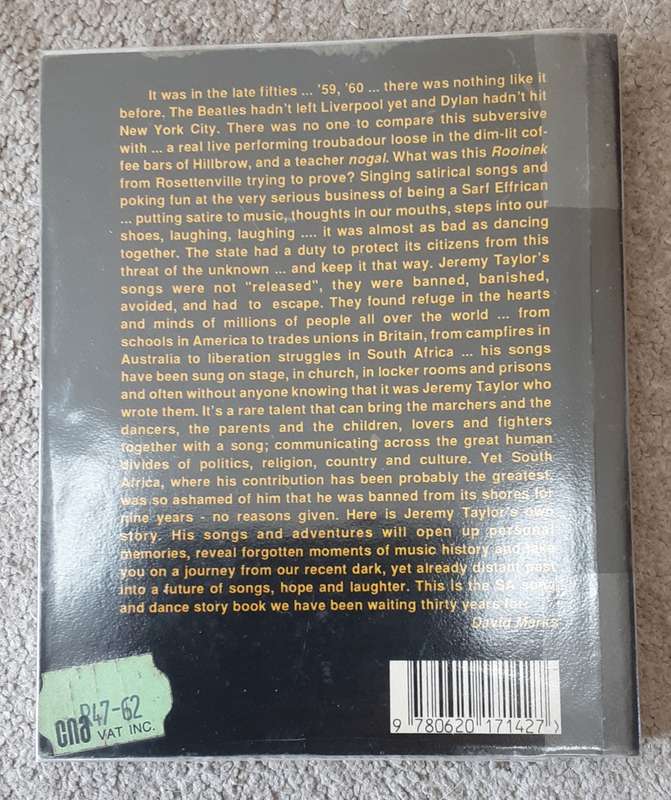 It was in the late fifties ... '59, '60 ... there was nothing like it
before. The Beatles hadn't left Liverpool yet and Dylan hadn't hit
New York City. There was no one to compare this subversive
with ... a real live performing troubadour loose in the dim-lit cof-
fee bars of Hillbrow, and a teacher nogal. What was this Rooinek
from Rosettenville trying to prove? Singing satirical songs and
poking fun at the very serious business of being a Sarf Effrican
... putting satire to music, thoughts in our mouths, steps into our
shoes, laughing, laughing .... it was almost as bad as dancing
together. The state had a duty to protect its citizens from this
threat of the unknown ... and keep it that way. Jeremy Taylor's
songs were not "released", they were banned, banished,
avoided, and had to escape. They found refuge in the hearts
and minds of millions of people all over the world ... from
schools in America to trades unions in Britain, from campfires in
Australia to liberation struggles in South Africa ... his songs
have been sung on stage, in church, in locker rooms and prisons
and often without anyone knowing that it was Jeremy Taylor who
wrote them. It's a rare talent that can bring the marchers and the
dancers, the parents and the children, lovers and fighters
together with a song; communicating across the great human
divides of politics, religion, country and culture. Yet South
Africa, where his contribution has been probably the greatest,
was so ashamed of him that he was banned from its shores for
nine years - no reasons given. Here is Jeremy Taylor's own
story. His songs and adventures will open up personal
memories, reveal forgotten moments of music history and take
you on a journey from our recent dark, yet already distant past
into a future of songs, hope and laughter. This is the SA song
and dance story book we have been waiting thirty years for.
David Marks
9 780620 171427 >
R47-62
cna VAT INC.